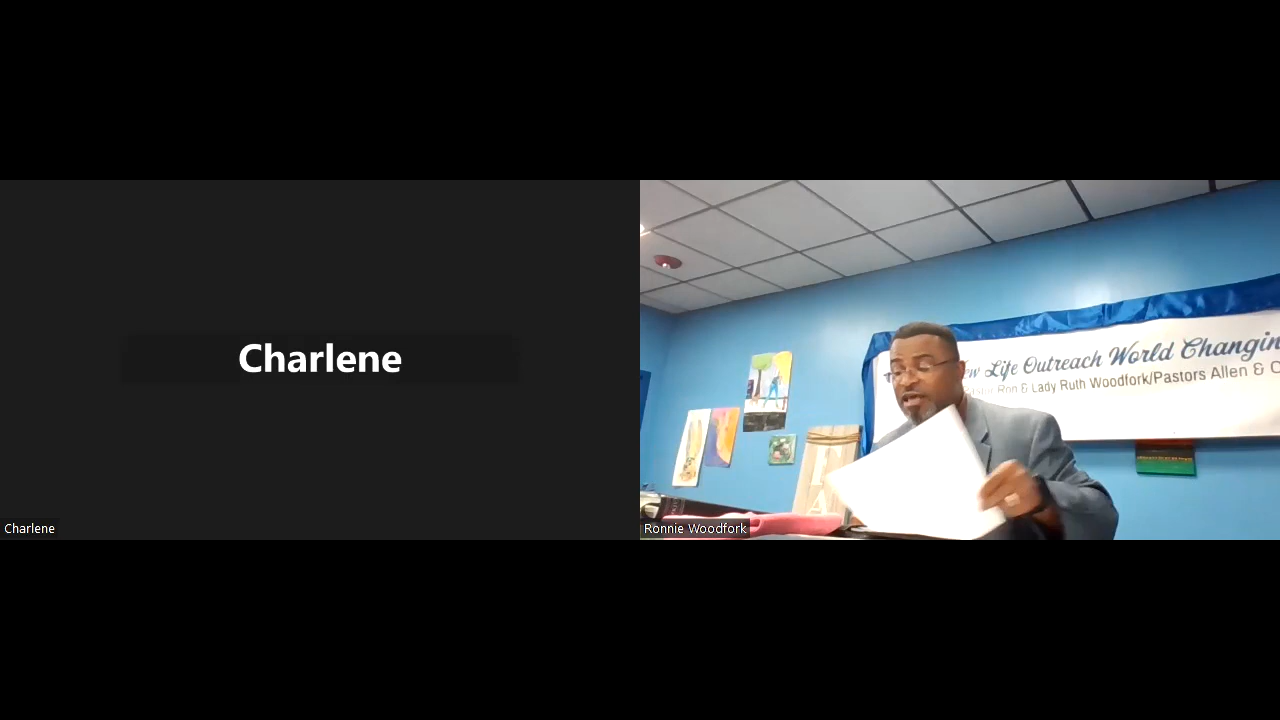 Charlene
Charlene
Life Outreach World Changin
Ron & Lady Ruth Woodfork/Pastors Allen & C
Ronnie Woodfork